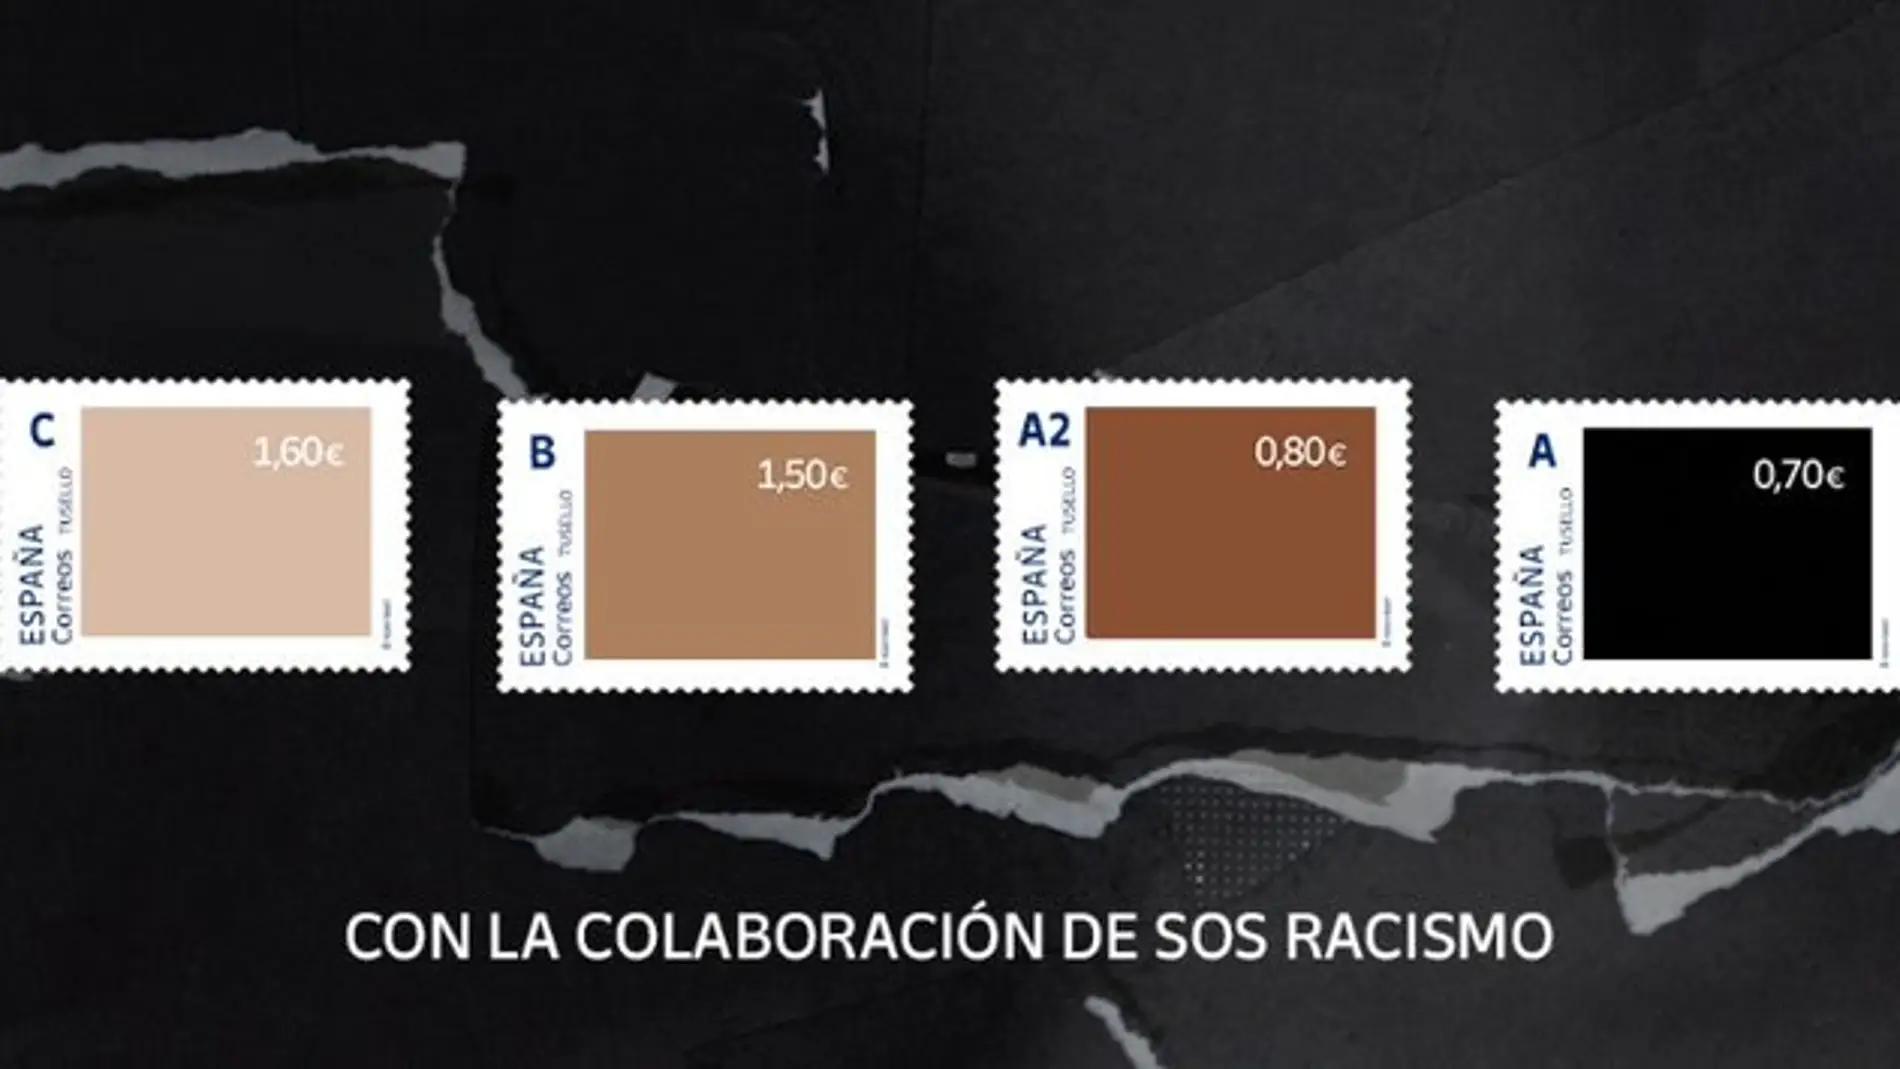 C
1,60€
ESPAÑA
Correos TUSELLO
B
1,50€
ESPAÑA
Correos TUSELLO
A2
0,80€
ESPAÑA
Correos TUSELLO
A
0,70€
ESPAÑA
Correos TUSELLO
CON LA COLABORACIÓN DE SOS RACISMO